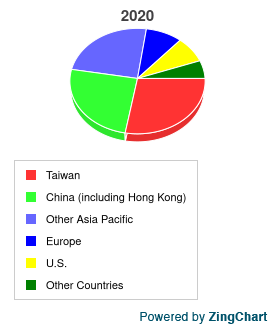 2020
Taiwan
China (including Hong Kong)
Other Asia Pacific
Europe
U.S.
Other Countries
Powered by ZingChart